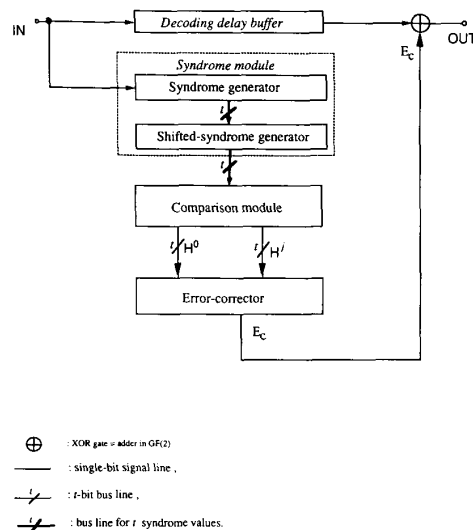 IN
Decoding delay buffer
OUT
E_c
Syndrome module
Syndrome generator
t
Shifted-syndrome generator
t
Comparison module
t H^0 t H^j
Error-corrector
E_c
⊕ : XOR gate = adder in GF(2)
: single-bit signal line ,
t : t-bit bus line ,
t : bus line for t syndrome values.